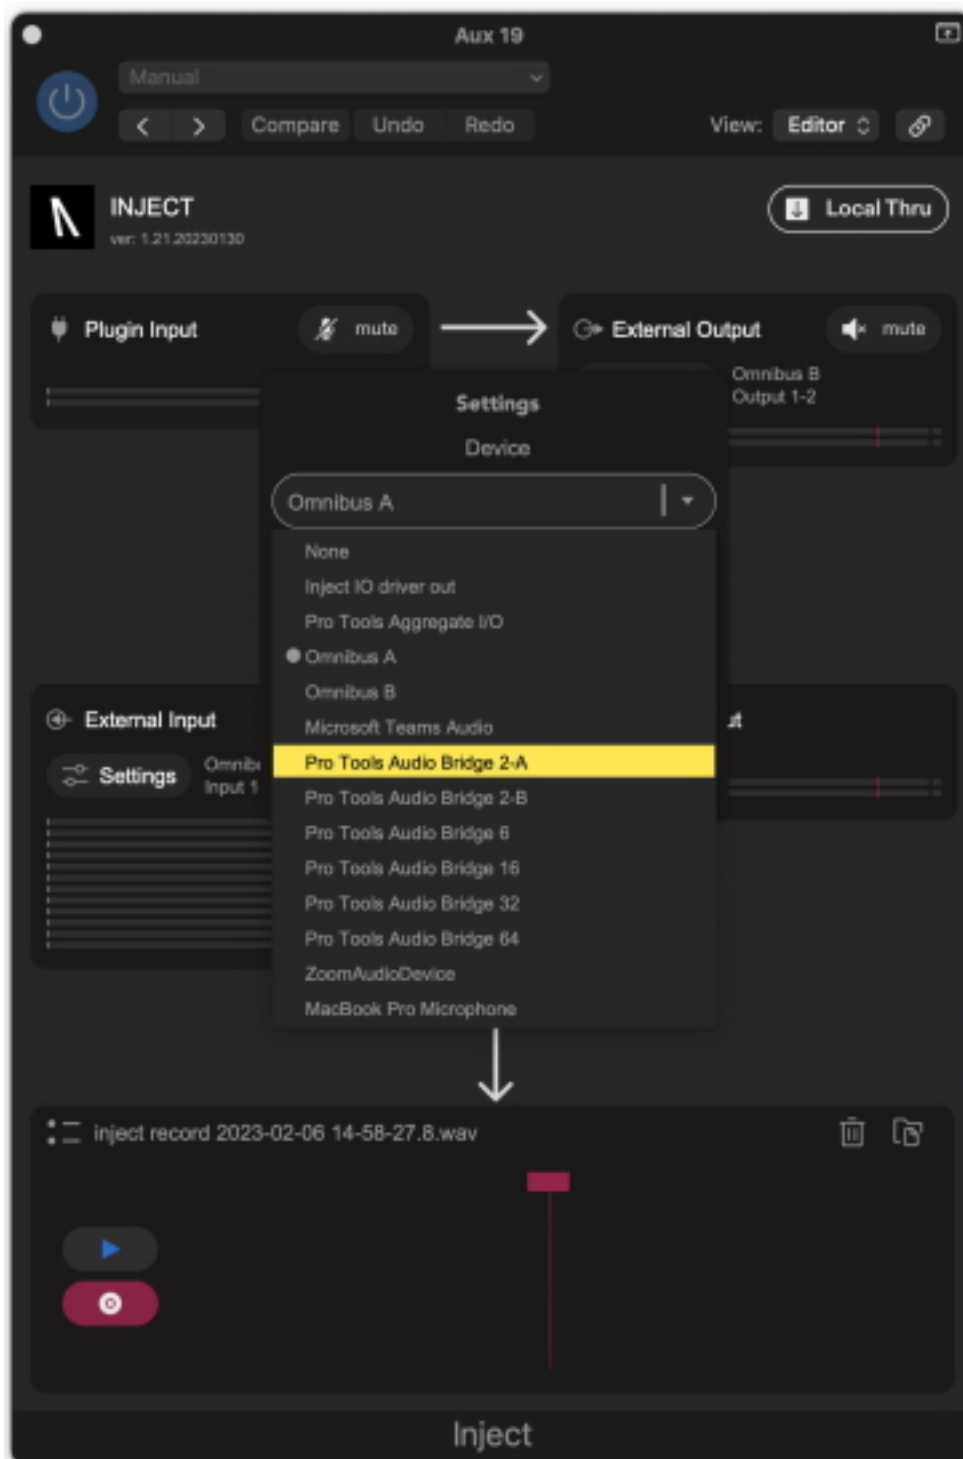 Aux 19
Manual
Compare Undo Redo View: Editor
INJECT
ver: 1.21.20230130
Local Thru
Plugin Input mute
External Output mute
Omnibus B
Output 1-2
Settings
Device
Omnibus A
None
Inject IO driver out
Pro Tools Aggregate I/O
Omnibus A
Omnibus B
Microsoft Teams Audio
Pro Tools Audio Bridge 2-A
Pro Tools Audio Bridge 2-B
Pro Tools Audio Bridge 6
Pro Tools Audio Bridge 16
Pro Tools Audio Bridge 32
Pro Tools Audio Bridge 64
ZoomAudioDevice
MacBook Pro Microphone
External Input
Settings
Input 1
inject record 2023-02-06 14-58-27.8.wav
Inject